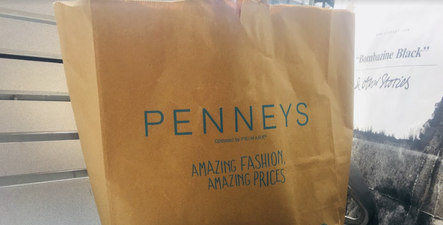 PENNEYS
AMAZING FASHION,
AMAZING PRICES
"Bombazine Black"
& other Stories